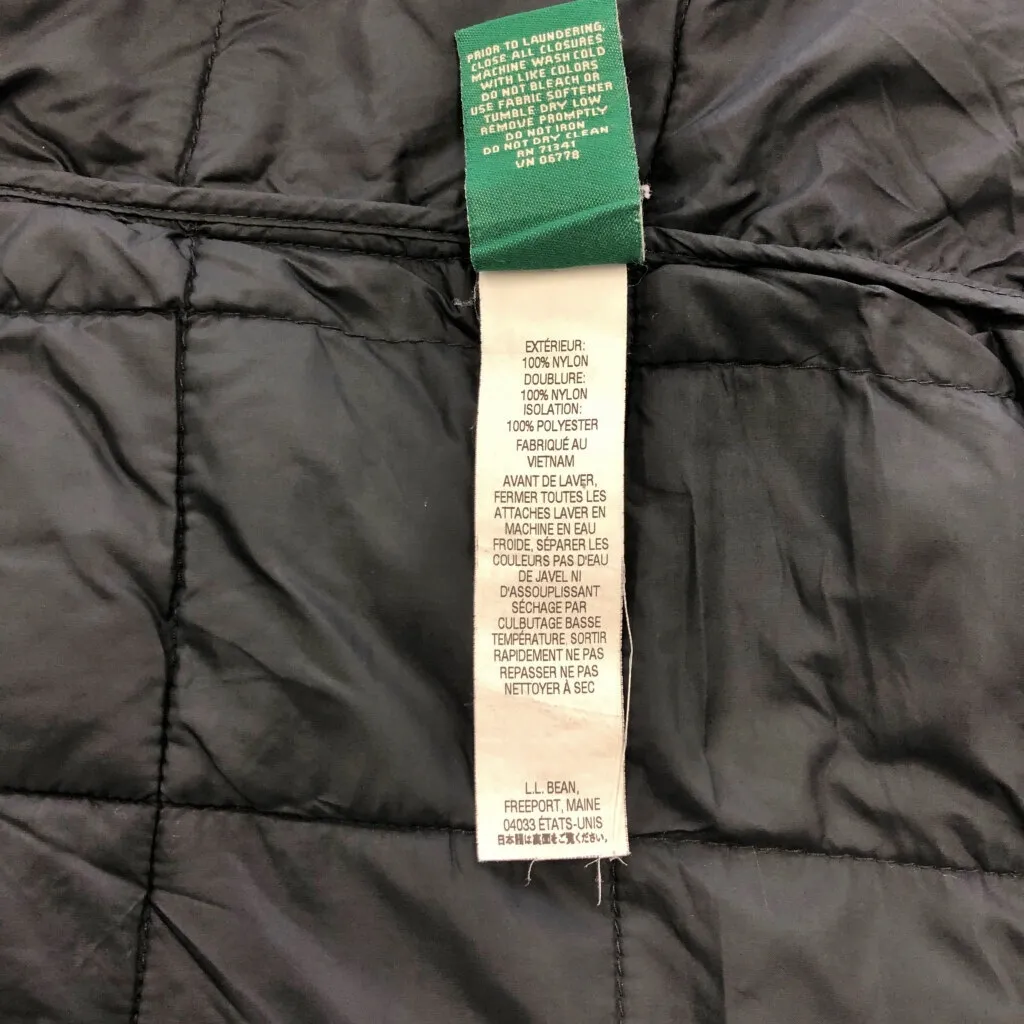 PRIOR TO LAUNDERING,
CLOSE ALL CLOSURES
MACHINE WASH COLD
WITH LIKE COLORS
DO NOT BLEACH OR
USE FABRIC SOFTENER
TUMBLE DRY LOW
REMOVE PROMPTLY
DO NOT IRON
DO NOT DRY CLEAN
RN 71341
VN 06778
EXTÉRIEUR:
100% NYLON
DOUBLURE:
100% NYLON
ISOLATION:
100% POLYESTER
FABRIQUÉ AU
VIETNAM
AVANT DE LAVER,
FERMER TOUTES LES
ATTACHES LAVER EN
MACHINE EN EAU
FROIDE, SÉPARER LES
COULEURS PAS D'EAU
DE JAVEL NI
D'ASSOUPLISSANT
SÉCHAGE PAR
CULBUTAGE BASSE
TEMPÉRATURE, SORTIR
RAPIDEMENT NE PAS
REPASSER NE PAS
NETTOYER À SEC
L.L. BEAN,
FREEPORT, MAINE
04033 ÉTATS-UNIS
日本語は裏面をご覧ください。